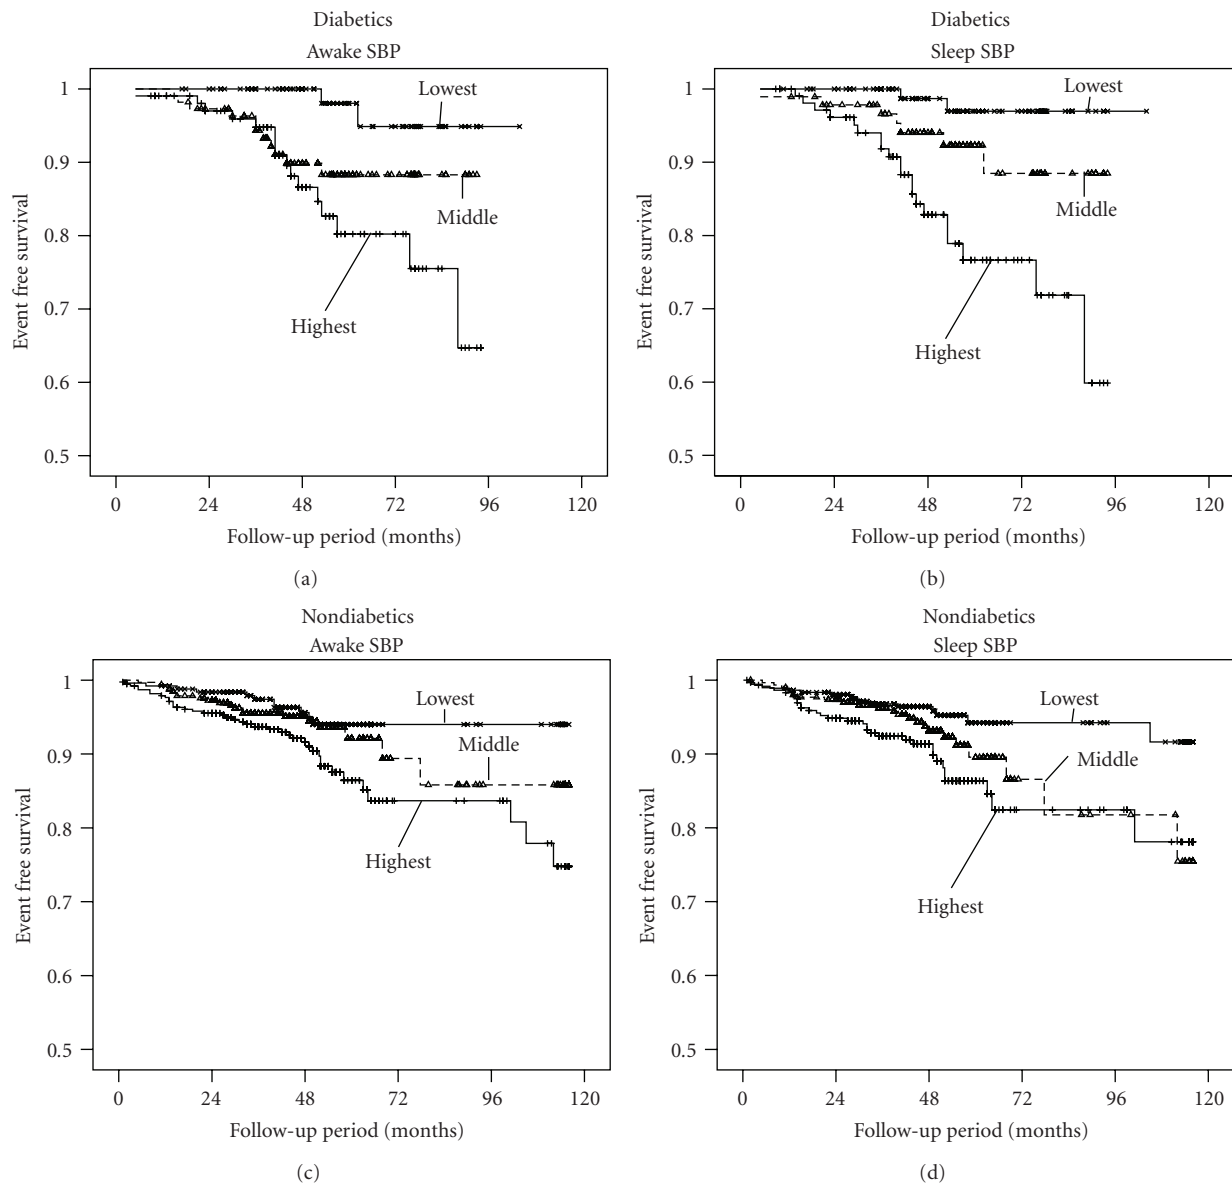 Diabetics
Awake SBP
1
0.9
0.8
0.7
0.6
0.5
Event free survival
Lowest
Middle
Highest
0 24 48 72 96 120
Follow-up period (months)
(a)
Diabetics
Sleep SBP
1
0.9
0.8
0.7
0.6
0.5
Event free survival
Lowest
Middle
Highest
0 24 48 72 96 120
Follow-up period (months)
(b)
Nondiabetics
Awake SBP
1
0.9
0.8
0.7
0.6
0.5
Event free survival
Lowest
Middle
Highest
0 24 48 72 96 120
Follow-up period (months)
(c)
Nondiabetics
Sleep SBP
1
0.9
0.8
0.7
0.6
0.5
Event free survival
Lowest
Middle
Highest
0 24 48 72 96 120
Follow-up period (months)
(d)